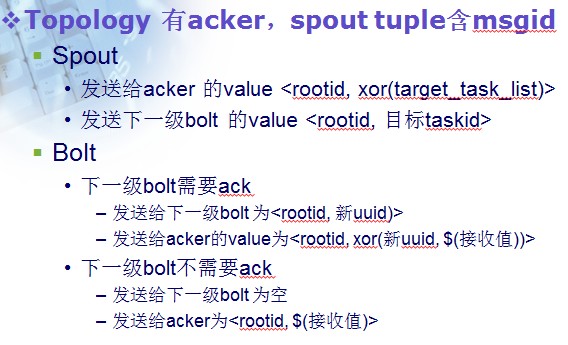 Topology 有acker，spout tuple含msgid
Spout
发送给acker 的value <rootid, xor(target_task_list)>
发送下一级bolt 的value <rootid, 目标taskid>
Bolt
下一级bolt需要ack
– 发送给下一级bolt 为<rootid, 新uuid)>
– 发送给acker的value为<rootid, xor(新uuid, $(接收值))>
下一级bolt不需要ack
– 发送给下一级bolt 为空
– 发送给acker为<rootid, $(接收值)>